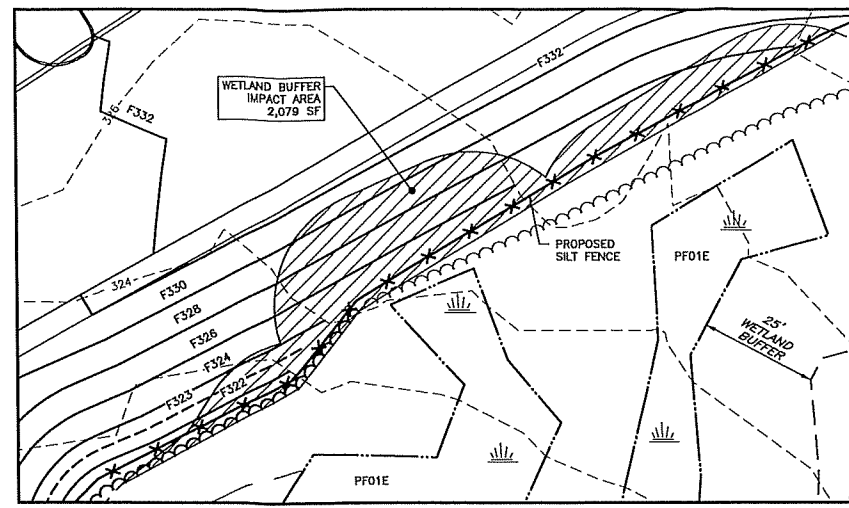 F332
WETLAND BUFFER
IMPACT AREA
2,079 SF
F332
326
PROPOSED
SILT FENCE
PF01E
25'
WETLAND
BUFFER
324
F330
F328
F326
F324
F323
F322
PF01E